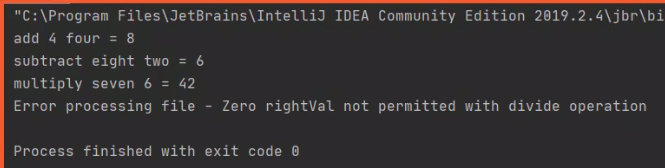 "C:\Program Files\JetBrains\IntelliJ IDEA Community Edition 2019.2.4\jbr\bi
add 4 four = 8
subtract eight two = 6
multiply seven 6 = 42
Error processing file - Zero rightVal not permitted with divide operation
Process finished with exit code 0